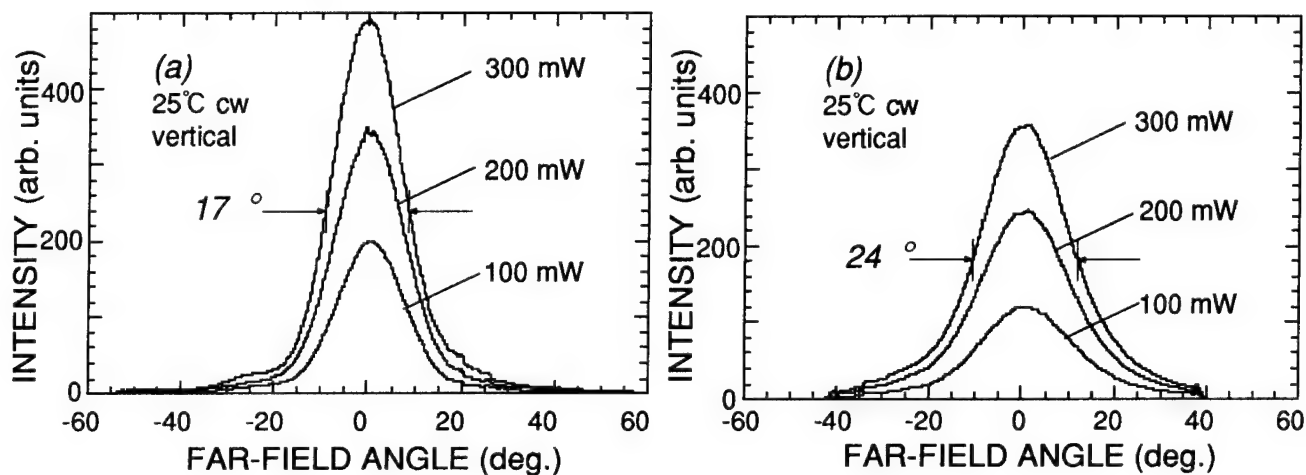 (a)
25°C cw
vertical
300 mW
200 mW
100 mW
17 °
INTENSITY (arb. units)
400
200
0
-60
-40
-20
0
20
40
60
FAR-FIELD ANGLE (deg.)
(b)
25°C cw
vertical
300 mW
200 mW
100 mW
24 °
INTENSITY (arb. units)
400
200
0
-60
-40
-20
0
20
40
60
FAR-FIELD ANGLE (deg.)